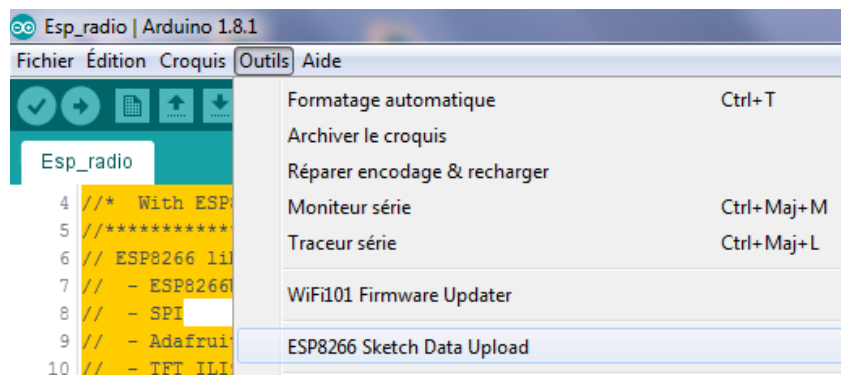 Esp_radio | Arduino 1.8.1
Fichier Édition Croquis Outils Aide
Formatage automatique Ctrl+T
Archiver le croquis
Esp_radio
Réparer encodage & recharger
4 //* With ESP
Moniteur série Ctrl+Maj+M
5 //************
Traceur série Ctrl+Maj+L
6 // ESP8266 li
7 // - ESP8266
WiFi101 Firmware Updater
8 // - SPI
9 // - Adafrui
ESP8266 Sketch Data Upload
10 // - TFT ILI